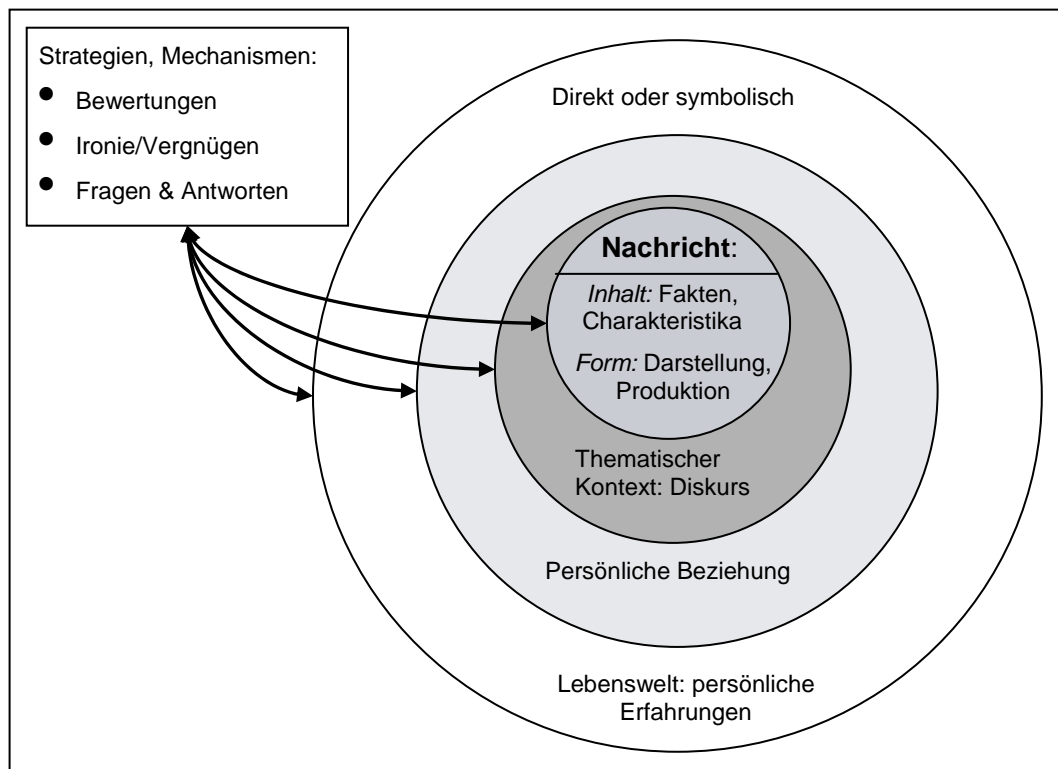 Strategien, Mechanismen:
● Bewertungen
● Ironie/Vergnügen
● Fragen & Antworten
Direkt oder symbolisch
Nachricht:
Inhalt: Fakten,
Charakteristika
Form: Darstellung,
Produktion
Thematischer
Kontext: Diskurs
Persönliche Beziehung
Lebenswelt: persönliche
Erfahrungen